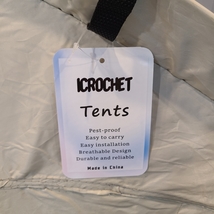 ICROCHET
Tents
Pest-proof
Easy to carry
Easy installation
Breathable Design
Durable and reliable
Made in China